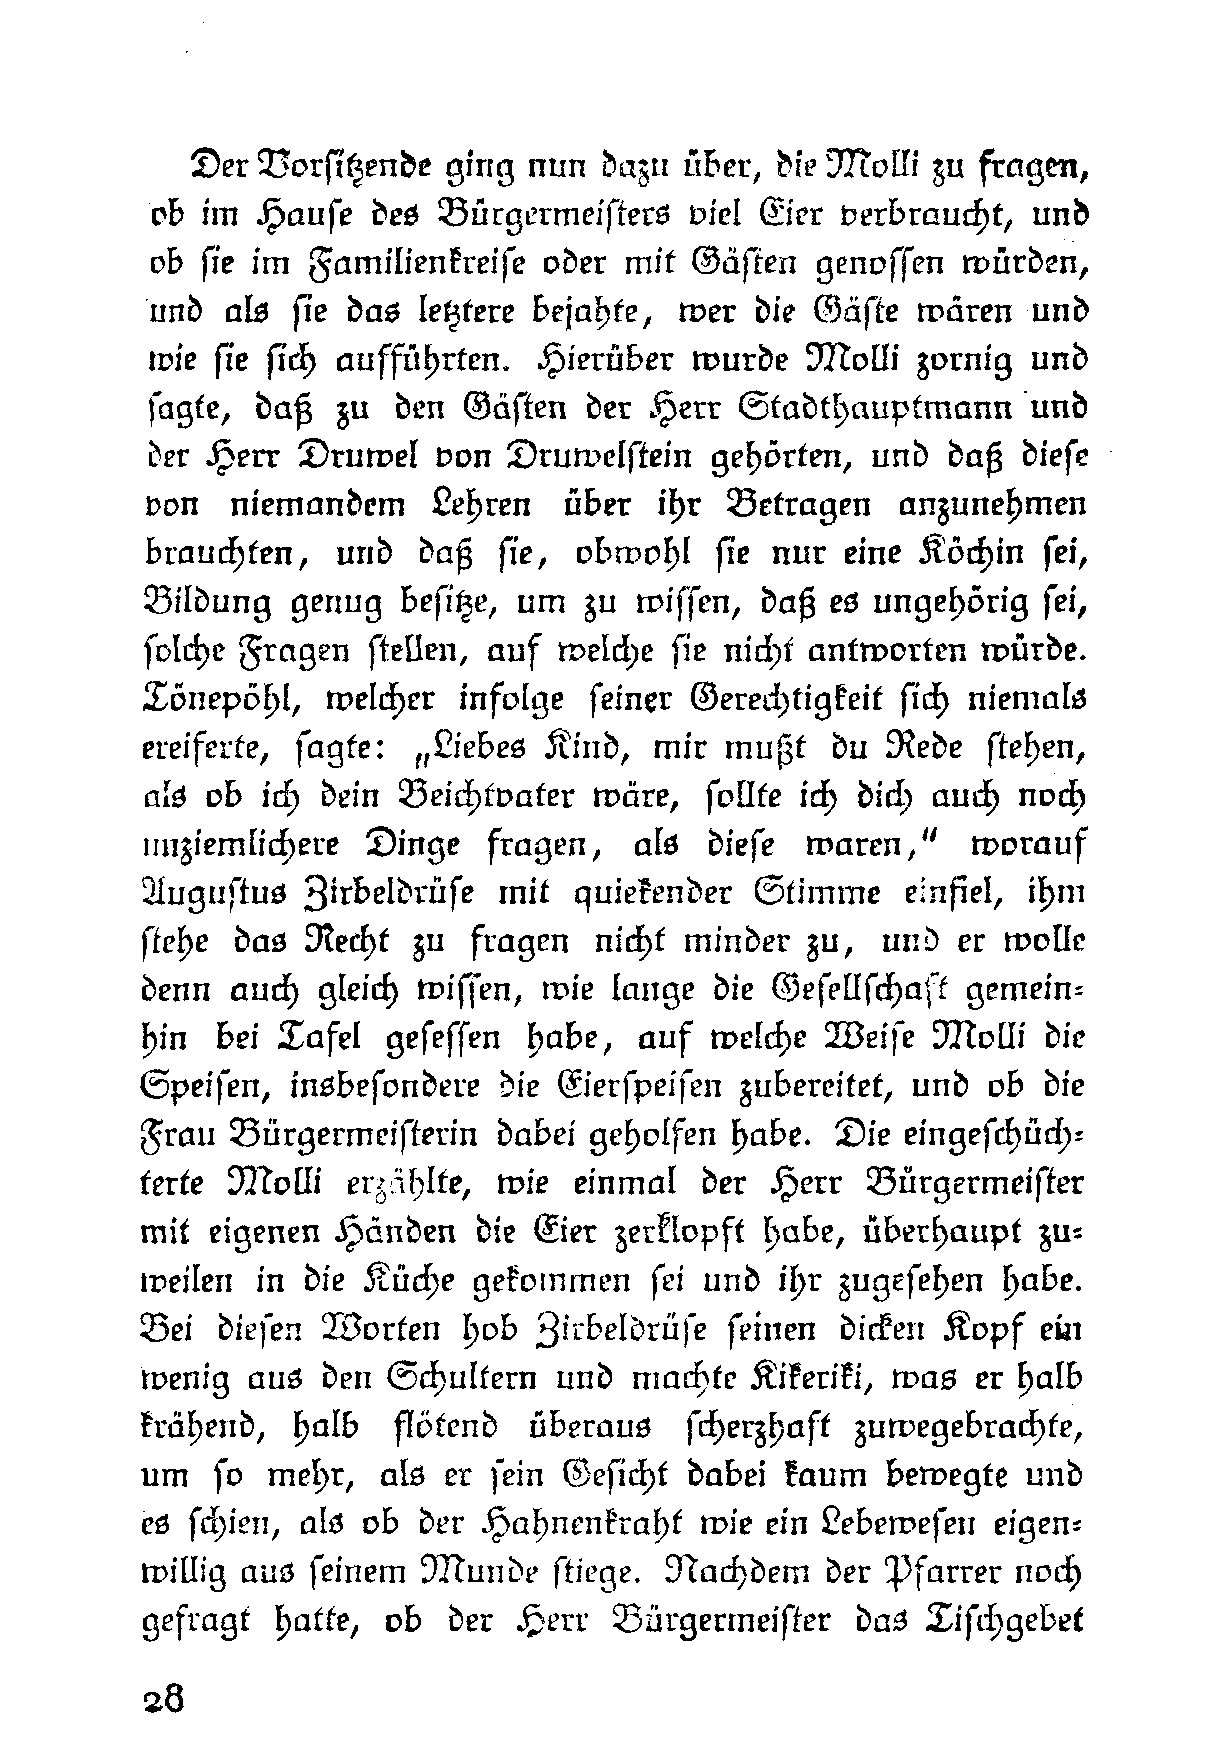 Der Vorſitzende ging nun dazu über, die Molli zu fragen,
ob im Hauſe des Bürgermeiſters viel Eier verbraucht, und
ob ſie im Familienkreiſe oder mit Gäſten genoſſen würden,
und als ſie das letztere bejahte, wer die Gäſte wären und
wie ſie ſich aufführten. Hierüber wurde Molli zornig und
ſagte, daß zu den Gäſten der Herr Stadthauptmann und
der Herr Druwel von Druwelſtein gehörten, und daß dieſe
von niemandem Lehren über ihr Betragen anzunehmen
brauchten, und daß ſie, obwohl ſie nur eine Köchin ſei,
Bildung genug beſitze, um zu wiſſen, daß es ungehörig ſei,
ſolche Fragen ſtellen, auf welche ſie nicht antworten würde.
Tönepöhl, welcher infolge ſeiner Gerechtigkeit ſich niemals
ereiferte, ſagte: „Liebes Kind, mir mußt du Rede ſtehen,
als ob ich dein Beichtvater wäre, ſollte ich dich auch noch
unziemlichere Dinge fragen, als dieſe waren,“ worauf
Auguſtus Zirbeldrüſe mit quiekender Stimme einfiel, ihm
ſtehe das Recht zu fragen nicht minder zu, und er wolle
denn auch gleich wiſſen, wie lange die Geſellſchaft gemein⸗
hin bei Tafel geſeſſen habe, auf welche Weiſe Molli die
Speiſen, insbeſondere die Eierſpeiſen zubereitet, und ob die
Frau Bürgermeiſterin dabei geholfen habe. Die eingeſchüch⸗
terte Molli erzählte, wie einmal der Herr Bürgermeiſter
mit eigenen Händen die Eier zerklopft habe, überhaupt zu⸗
weilen in die Küche gekommen ſei und ihr zugeſehen habe.
Bei dieſen Worten hob Zirbeldrüſe ſeinen dicken Kopf ein
wenig aus den Schultern und machte Kikeriki, was er halb
krähend, halb flötend überaus ſcherzhaft zuwegebrachte,
um ſo mehr, als er ſein Geſicht dabei kaum bewegte und
es ſchien, als ob der Hahnenkraht wie ein Lebeweſen eigen⸗
willig aus ſeinem Munde ſtiege. Nachdem der Pfarrer noch
gefragt hatte, ob der Herr Bürgermeiſter das Tiſchgebet
28